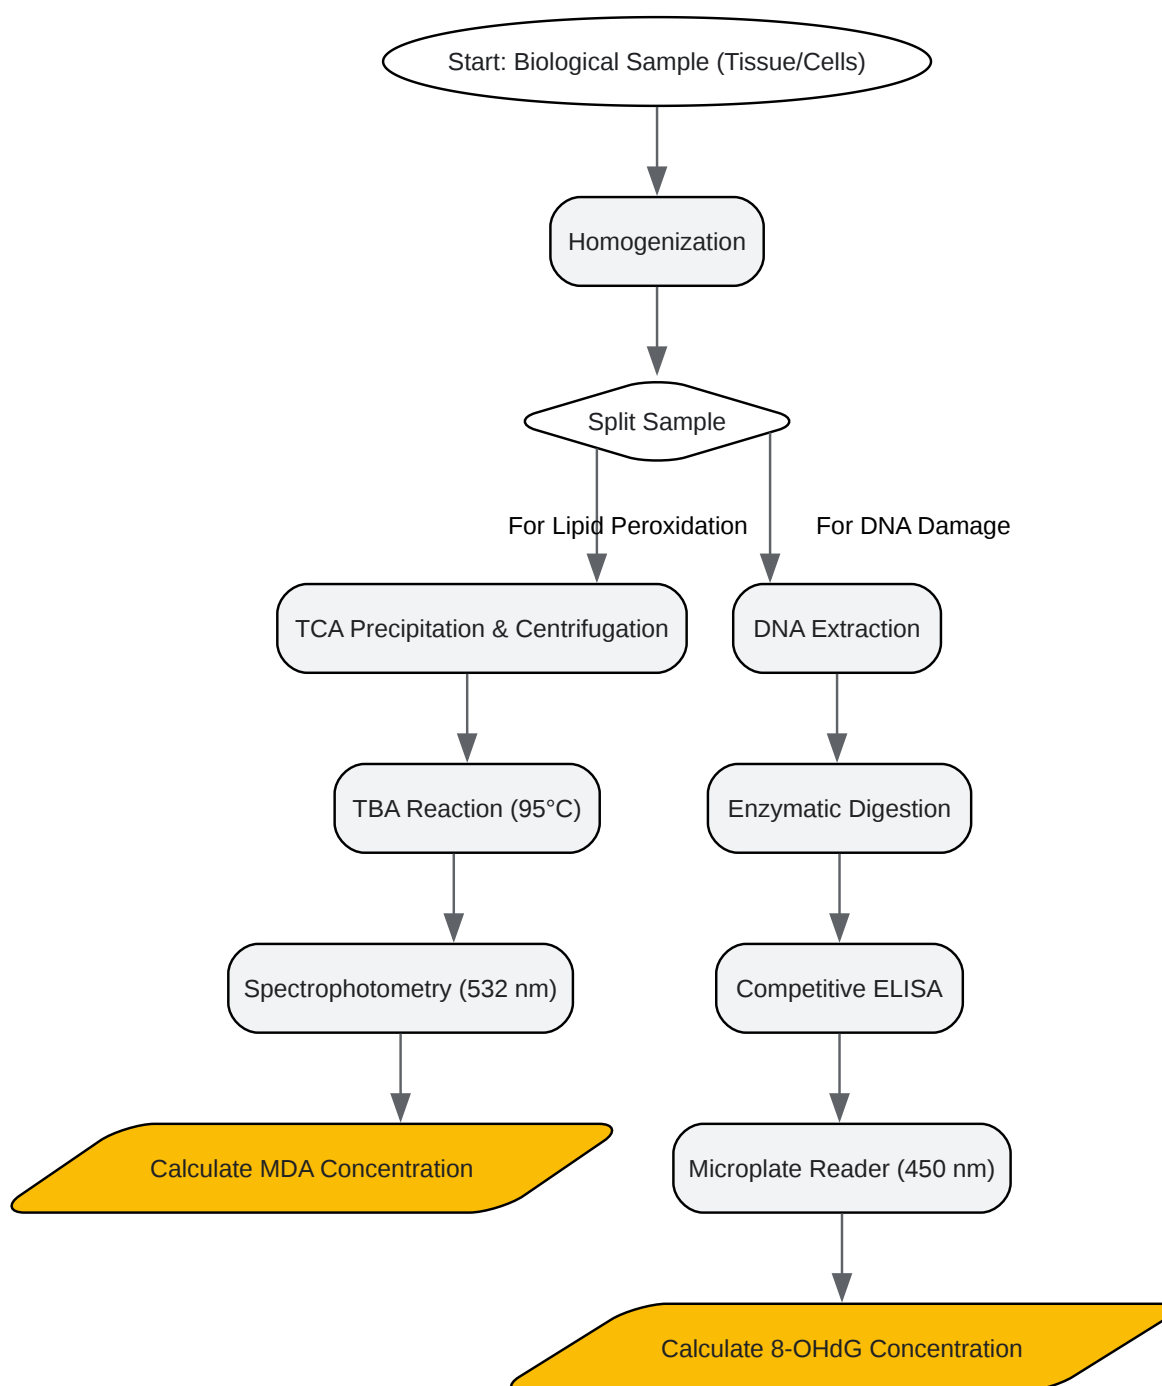 Start: Biological Sample (Tissue/Cells)
Homogenization
Split Sample
For Lipid Peroxidation
For DNA Damage
TCA Precipitation & Centrifugation
DNA Extraction
TBA Reaction (95°C)
Enzymatic Digestion
Spectrophotometry (532 nm)
Competitive ELISA
Calculate MDA Concentration
Microplate Reader (450 nm)
Calculate 8-OHdG Concentration